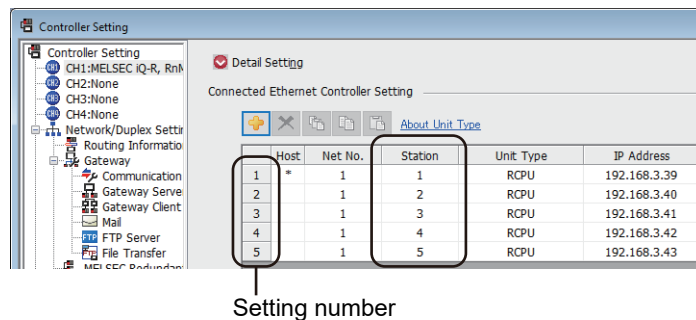 Controller Setting
Controller Setting
CH1:MELSEC iQ-R, RnM
CH2:None
CH3:None
CH4:None
Network/Duplex Settin
Routing Informatio
Gateway
Communication
Gateway Serve
Gateway Client
Mail
FTP Server
File Transfer
MELSEC Redundan
Detail Setting
Connected Ethernet Controller Setting
About Unit Type
Host Net No. Station Unit Type IP Address
1 * 1 1 RCPU 192.168.3.39
2 1 2 RCPU 192.168.3.40
3 1 3 RCPU 192.168.3.41
4 1 4 RCPU 192.168.3.42
5 1 5 RCPU 192.168.3.43
Setting number